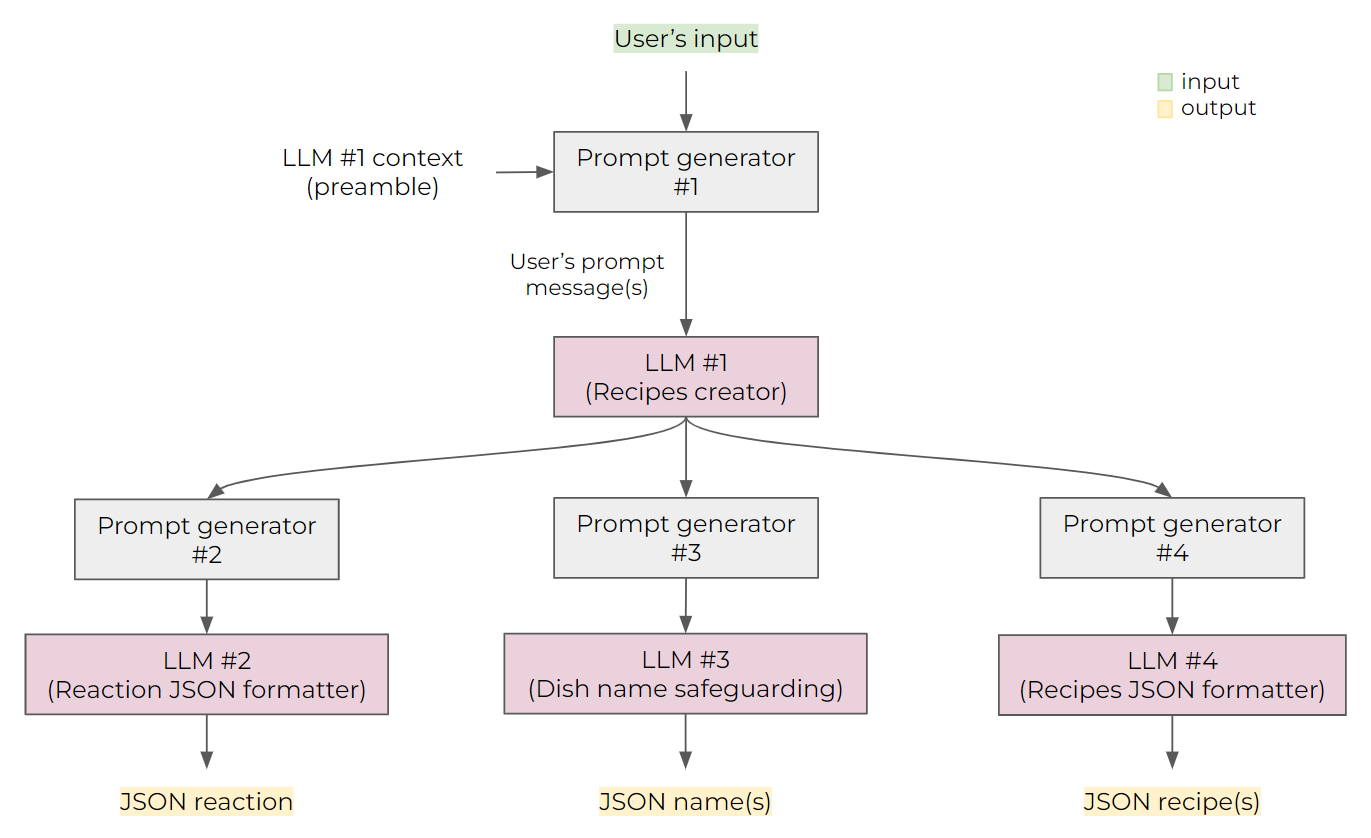 User’s input
input
output
LLM #1 context
(preamble)
Prompt generator
#1
User’s prompt
message(s)
LLM #1
(Recipes creator)
Prompt generator
#2
Prompt generator
#3
Prompt generator
#4
LLM #2
(Reaction JSON formatter)
LLM #3
(Dish name safeguarding)
LLM #4
(Recipes JSON formatter)
JSON reaction
JSON name(s)
JSON recipe(s)